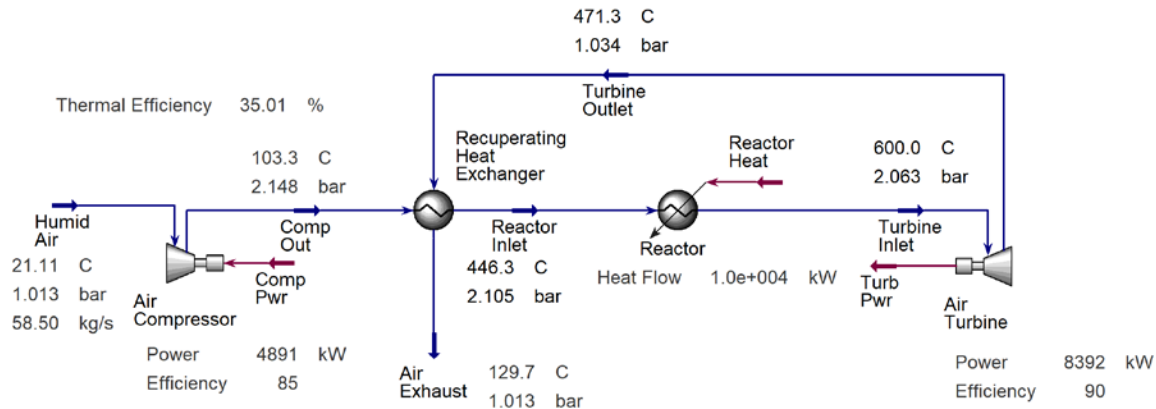 471.3 C
1.034 bar
Turbine
Outlet
Thermal Efficiency 35.01 %
Recuperating
Heat
Exchanger
Reactor
Heat
103.3 C
2.148 bar
600.0 C
2.063 bar
Humid
Air
Comp
Out
Reactor
Inlet
Reactor
Turbine
Inlet
21.11 C
1.013 bar
58.50 kg/s
Comp
Pwr
Air
Compressor
446.3 C
2.105 bar
Heat Flow 1.0e+004 kW
Turb
Pwr
Air
Turbine
Power 4891 kW
Efficiency 85
Air
Exhaust
129.7 C
1.013 bar
Power 8392 kW
Efficiency 90